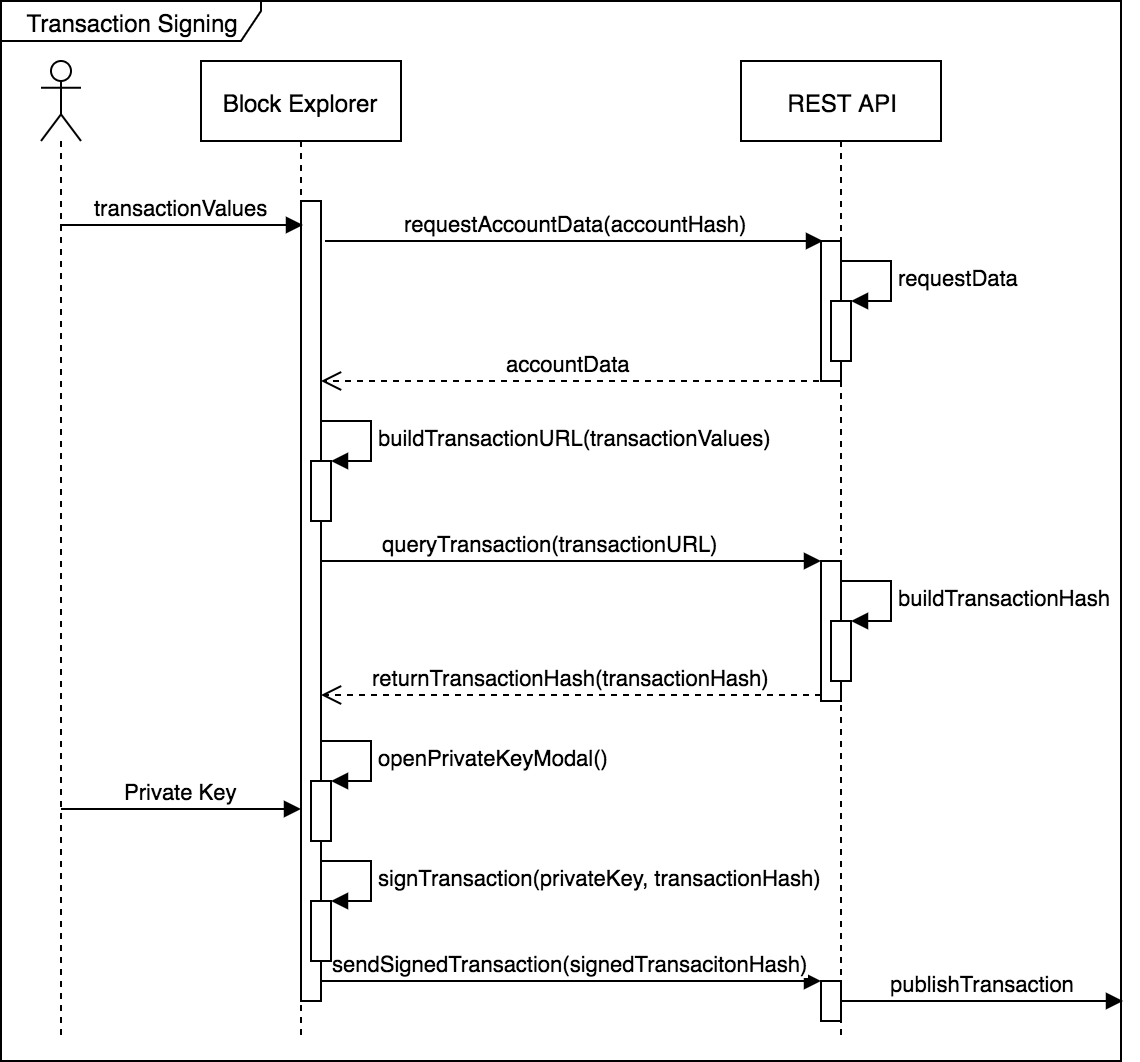 Transaction Signing
Block Explorer
REST API
transactionValues
requestAccountData(accountHash)
requestData
accountData
buildTransactionURL(transactionValues)
queryTransaction(transactionURL)
buildTransactionHash
returnTransactionHash(transactionHash)
openPrivateKeyModal()
Private Key
signTransaction(privateKey, transactionHash)
sendSignedTransaction(signedTransacitonHash)
publishTransaction